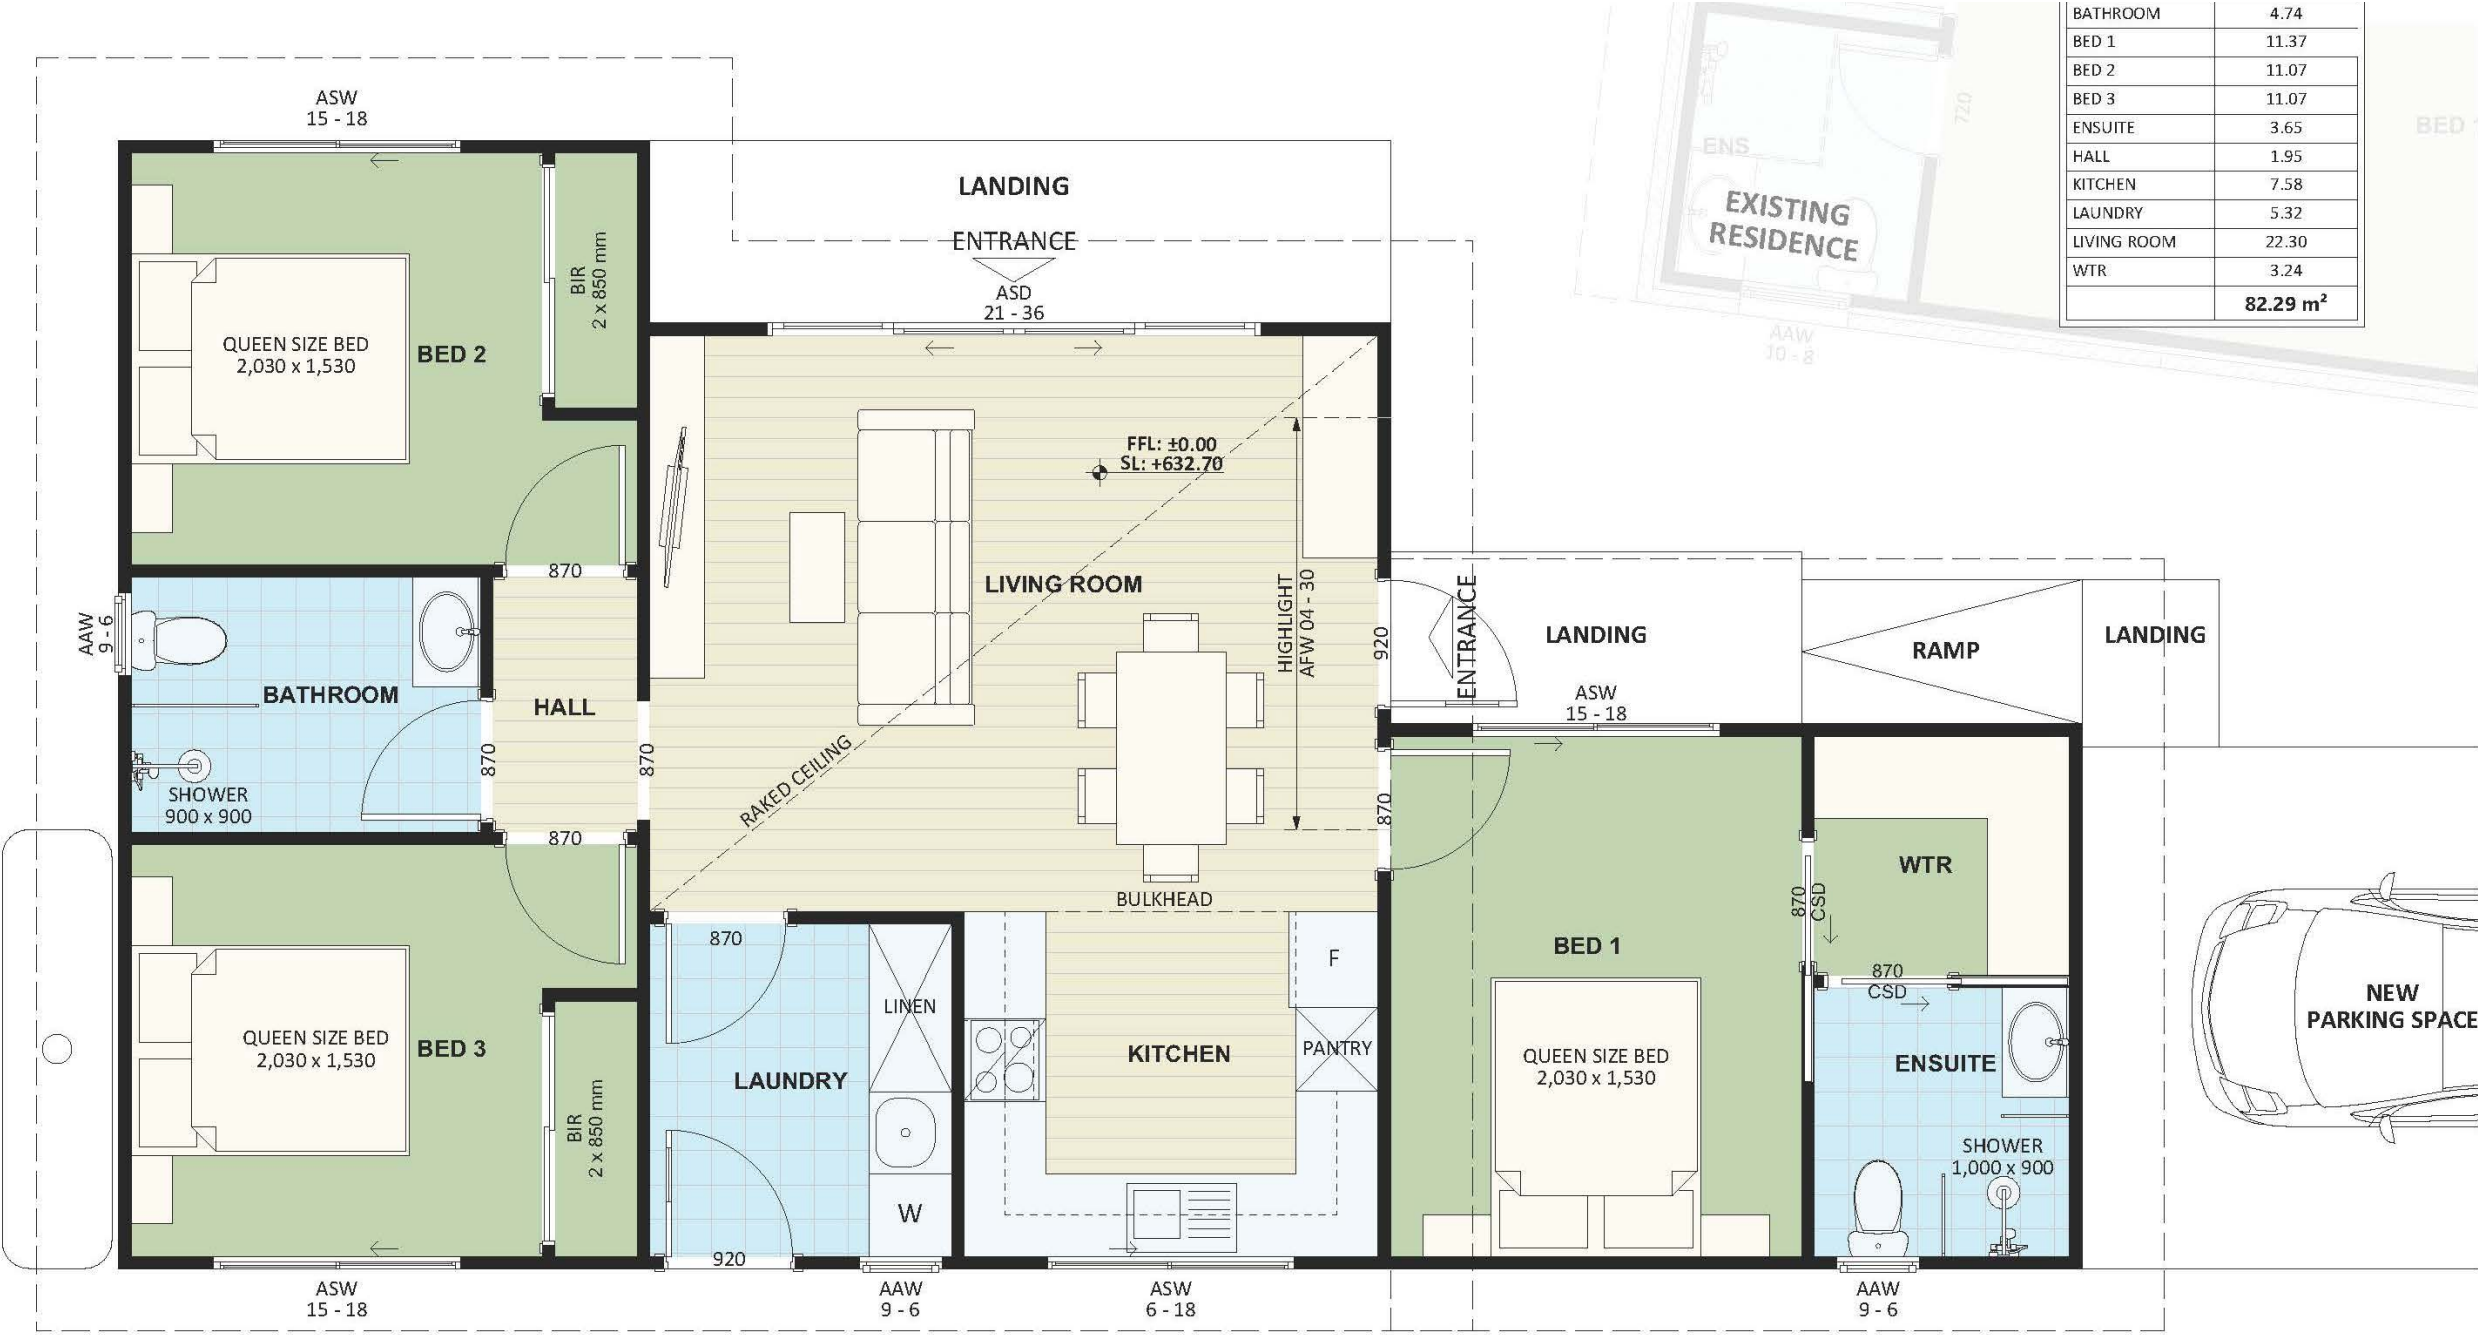 BATHROOM 4.74
BED 1 11.37
BED 2 11.07
BED 3 11.07
ENSUITE 3.65
HALL 1.95
KITCHEN 7.58
LAUNDRY 5.32
LIVING ROOM 22.30
WTR 3.24
82.29 m²
ASW
15 - 18
LANDING
ENTRANCE
ASD
21 - 36
720
ENS
EXISTING
RESIDENCE
AAW
10 - 8
BED 1
BIR
2 x 850 mm
QUEEN SIZE BED
2,030 x 1,530
BED 2
FFL: ±0.00
SL: +632.70
870
LIVING ROOM
HIGHLIGHT
AFW 04 - 30
920
ENTRANCE
LANDING
RAMP
LANDING
AAW
9 - 6
BATHROOM
HALL
870
870
SHOWER
900 x 900
870
RAKED CEILING
ASW
15 - 18
870
870
CSD
WTR
BULKHEAD
870
LINEN
LAUNDRY
W
920
F
PANTRY
KITCHEN
BED 1
QUEEN SIZE BED
2,030 x 1,530
870
CSD
ENSUITE
SHOWER
1,000 x 900
NEW
PARKING SPACE
QUEEN SIZE BED
2,030 x 1,530
BED 3
BIR
2 x 850 mm
ASW
15 - 18
AAW
9 - 6
ASW
6 - 18
AAW
9 - 6